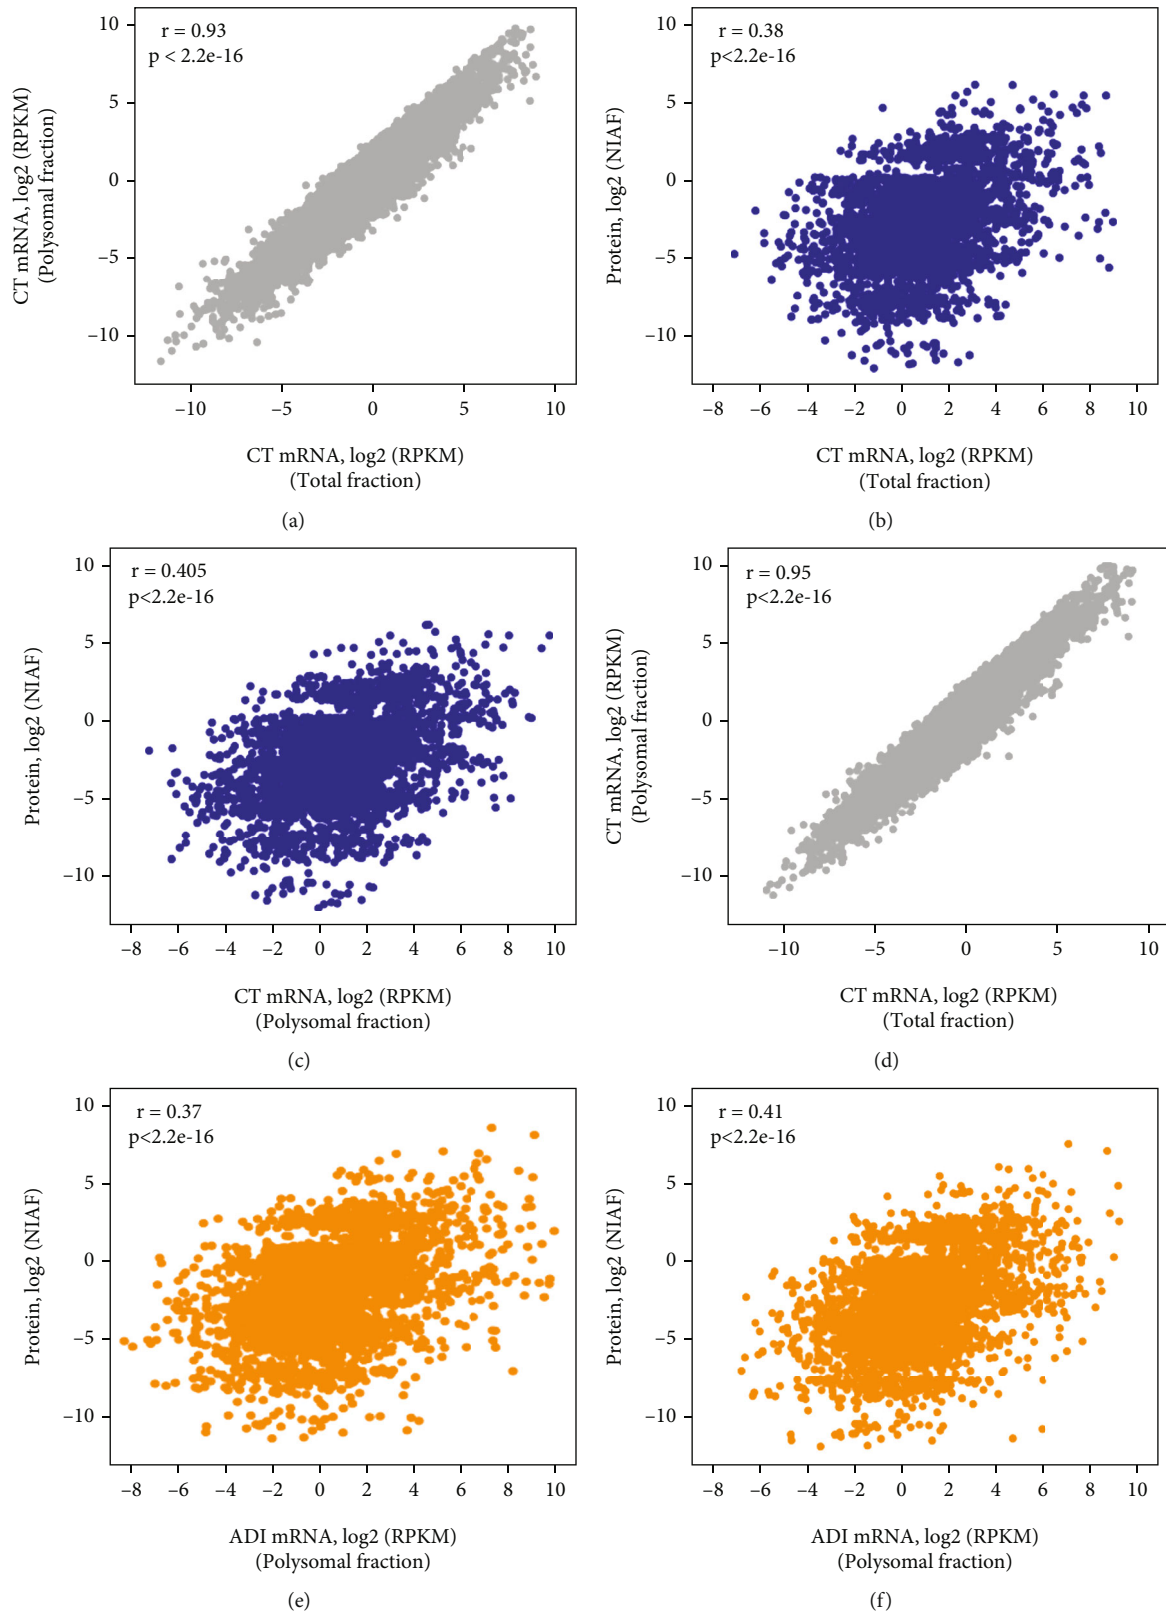 r = 0.93
p < 2.2e-16
10
5
0
−5
−10
CT mRNA, log2 (RPKM)
(Polysomal fraction)
−10
−5
0
5
10
CT mRNA, log2 (RPKM)
(Total fraction)
(a)
r = 0.38
p<2.2e-16
10
5
0
−5
−10
Protein, log2 (NIAF)
−8
−6
−4
−2
0
2
4
6
8
10
CT mRNA, log2 (RPKM)
(Total fraction)
(b)
r = 0.405
p<2.2e-16
10
5
0
−5
−10
Protein, log2 (NIAF)
−8
−6
−4
−2
0
2
4
6
8
10
CT mRNA, log2 (RPKM)
(Polysomal fraction)
(c)
r = 0.95
p<2.2e-16
10
5
0
−5
−10
CT mRNA, log2 (RPKM)
(Polysomal fraction)
−10
−5
0
5
10
CT mRNA, log2 (RPKM)
(Total fraction)
(d)
r = 0.37
p<2.2e-16
10
5
0
−5
−10
Protein, log2 (NIAF)
−8
−6
−4
−2
0
2
4
6
8
10
ADI mRNA, log2 (RPKM)
(Polysomal fraction)
(e)
r = 0.41
p<2.2e-16
10
5
0
−5
−10
Protein, log2 (NIAF)
−8
−6
−4
−2
0
2
4
6
8
10
ADI mRNA, log2 (RPKM)
(Polysomal fraction)
(f)